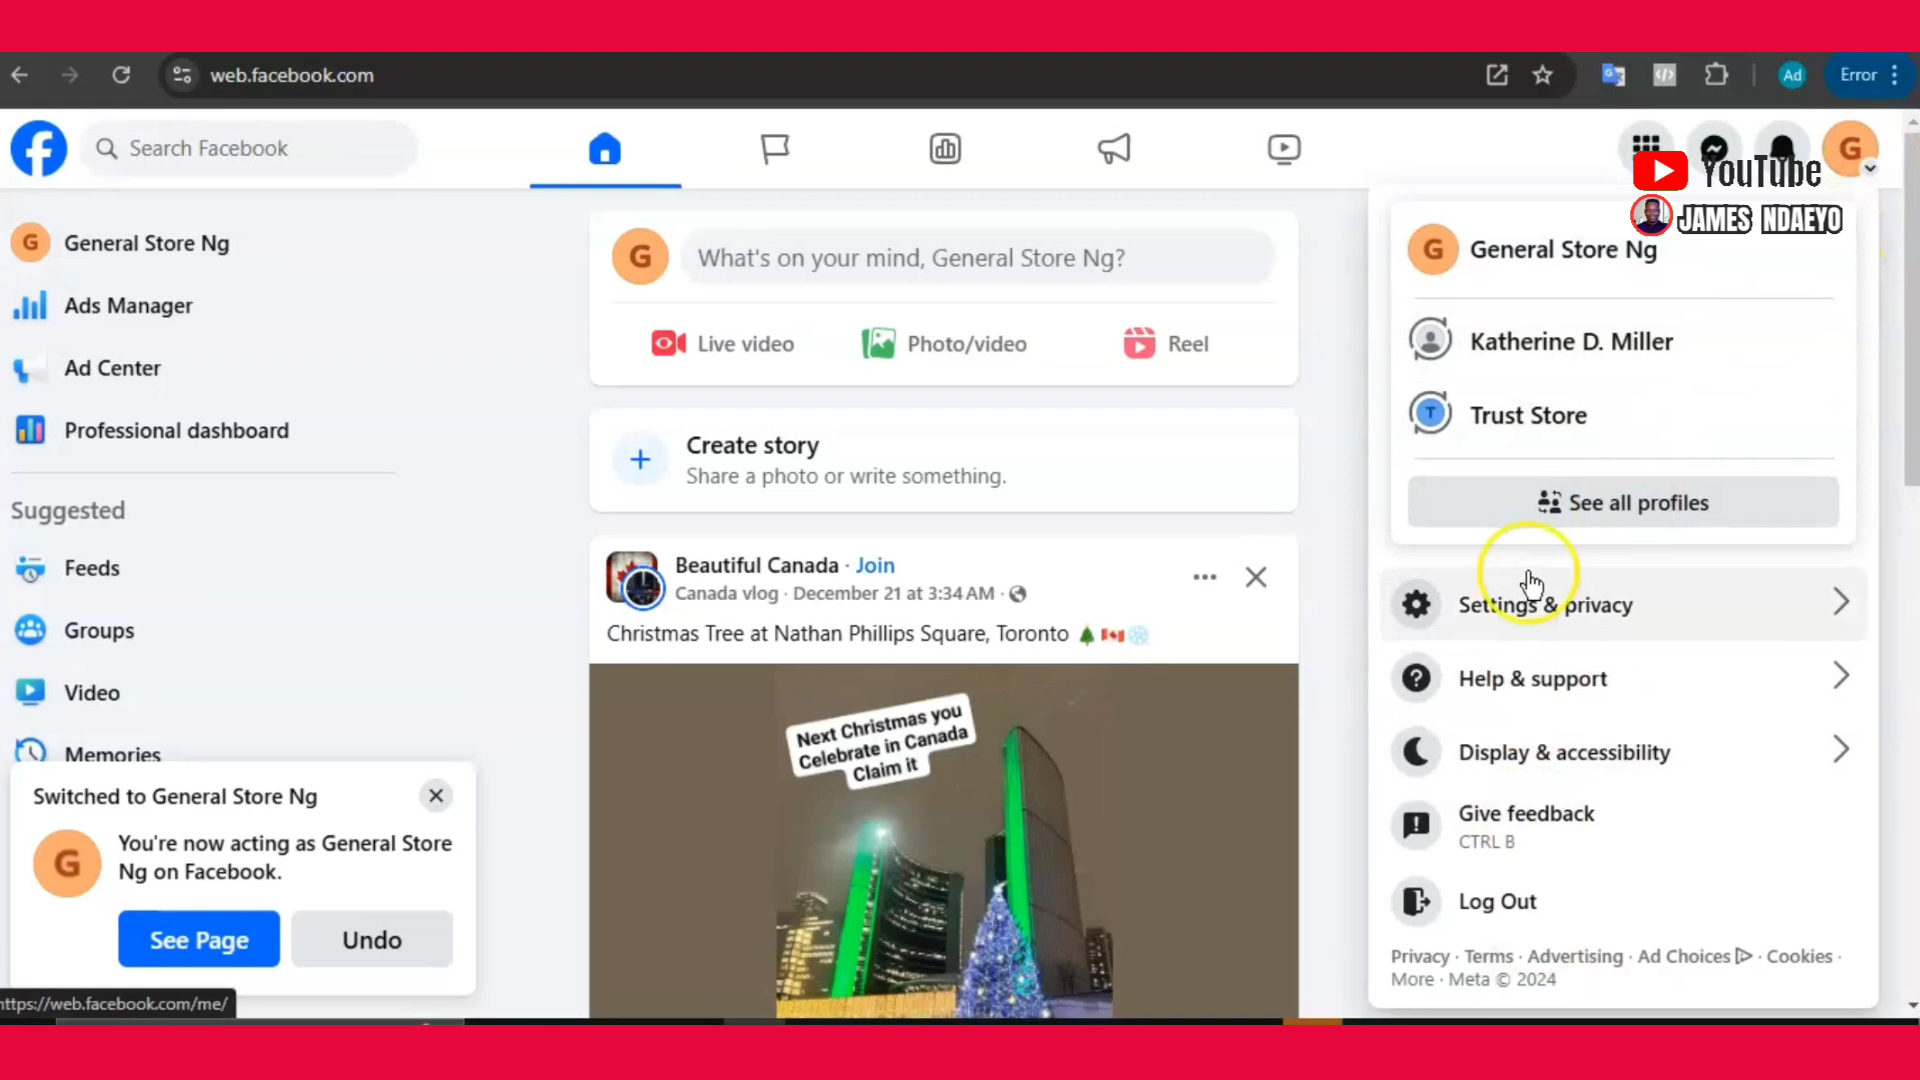 web.facebook.com
Ad
Error
Search Facebook
YouTube
JAMES NDAEYO
G
General Store Ng
Ads Manager
Ad Center
Professional dashboard
Suggested
Feeds
Groups
Video
Memories
Switched to General Store Ng
G
You're now acting as General Store
Ng on Facebook.
See Page
Undo
https://web.facebook.com/me/
G
What's on your mind, General Store Ng?
Live video
Photo/video
Reel
Create story
Share a photo or write something.
Beautiful Canada · Join
Canada vlog · December 21 at 3:34 AM ·
Christmas Tree at Nathan Phillips Square, Toronto 🎄🇨🇦❄️
Next Christmas you
Celebrate in Canada
Claim it
G
G
General Store Ng
Katherine D. Miller
T
Trust Store
See all profiles
Settings & privacy
Help & support
Display & accessibility
Give feedback
CTRL B
Log Out
Privacy · Terms · Advertising · Ad Choices · Cookies ·
More · Meta © 2024